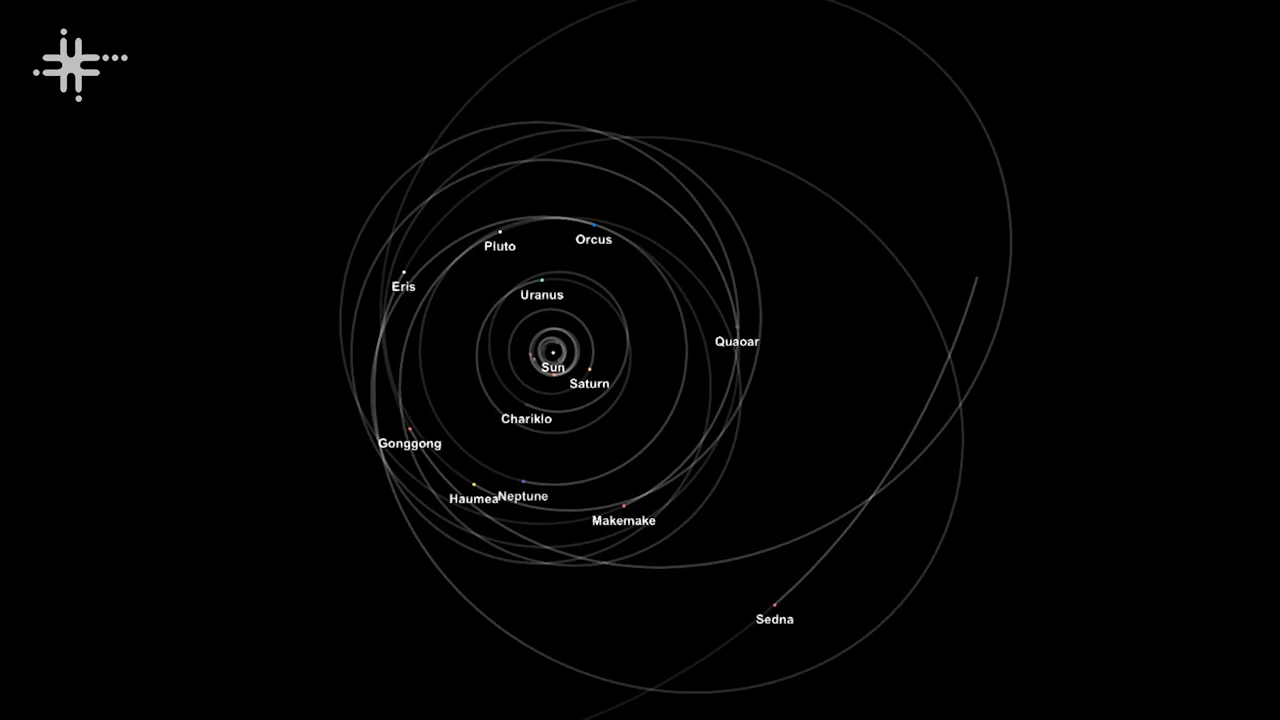 Orcus
Pluto
Eris
Uranus
Quaoar
Sun
Saturn
Chariklo
Gonggong
Haumea
Neptune
Makemake
Sedna